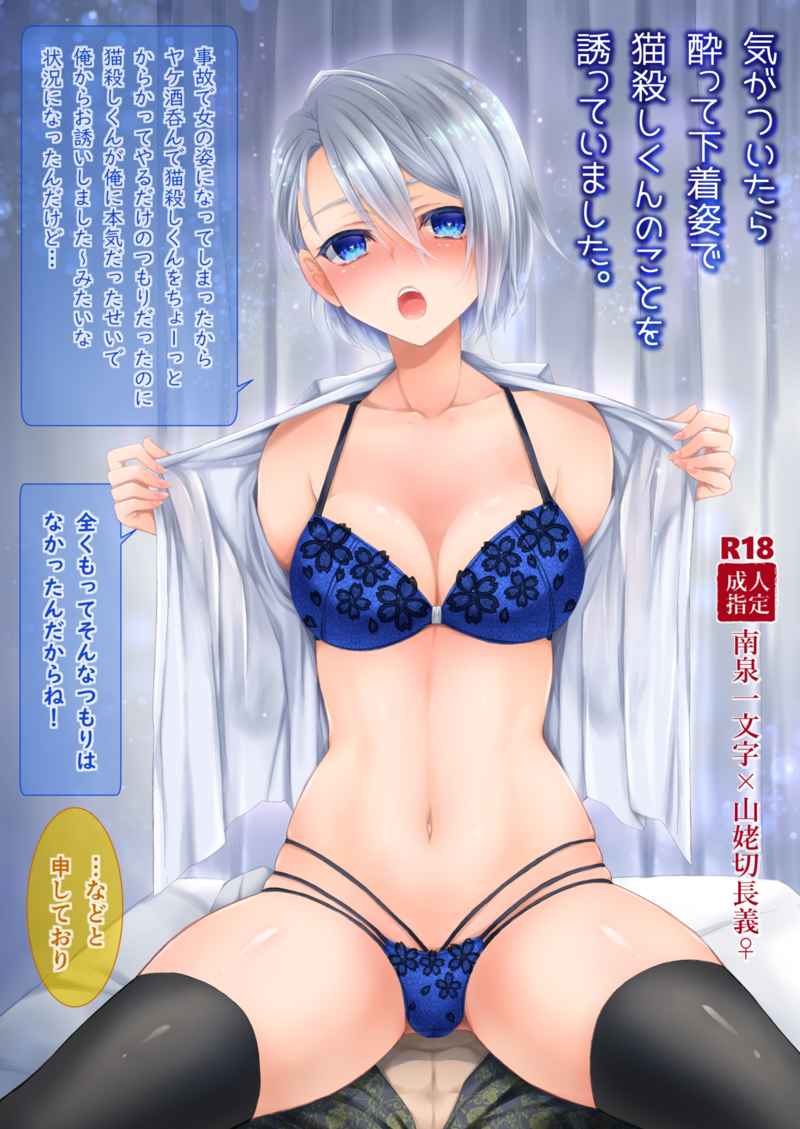 気がついたら
酔って下着姿で
猫殺しくんのことを
誘っていました。
事故で女の姿になってしまったから
ヤケ酒呑んで猫殺しくんをちょーっと
からかってやるだけのつもりだったのに
猫殺しくんが俺に本気だったせいで
俺からお誘いしました～みたいな
状況になったんだけど…
全くもってそんなつもりは
なかったんだからね！
…などと
申しており
R18
成人
指定
南泉一文字×山姥切長義♀